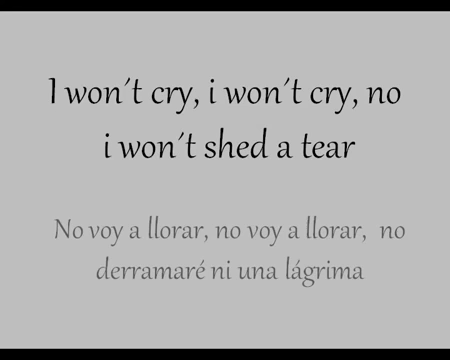 I won´t cry, i won´t cry, no
i won´t shed a tear
No voy a llorar, no voy a llorar,  no
derramaré ni una lágrima